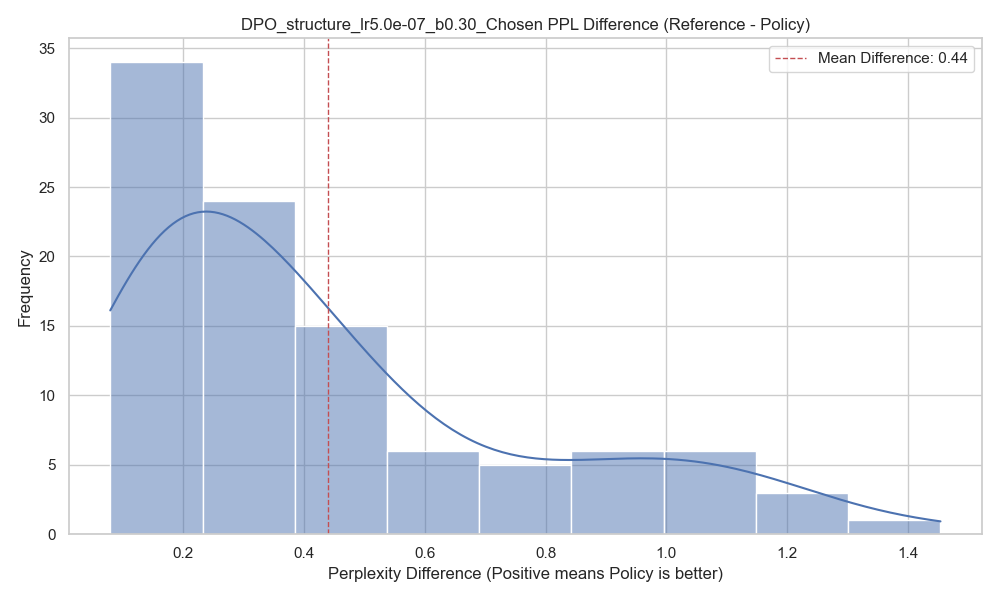 DPO_structure_lr5.0e-07_b0.30_Chosen PPL Difference (Reference - Policy)
Mean Difference: 0.44
Frequency
35
30
25
20
15
10
5
0
0.2 0.4 0.6 0.8 1.0 1.2 1.4
Perplexity Difference (Positive means Policy is better)